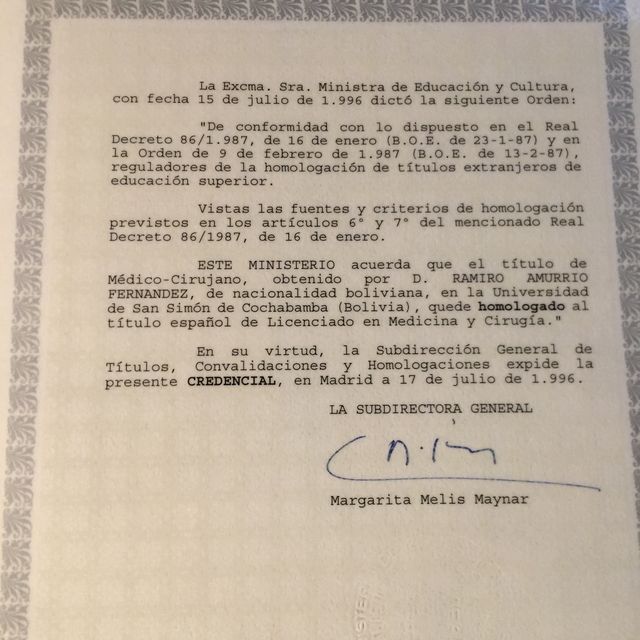 La Excma. Sra. Ministra de Educación y Cultura,
con fecha 15 de julio de 1.996 dictó la siguiente Orden:
"De conformidad con lo dispuesto en el Real
Decreto 86/1.987, de 16 de enero (B.O.E. de 23-1-87) y en
la Orden de 9 de febrero de 1.987 (B.O.E. de 13-2-87),
reguladores de la homologación de títulos extranjeros de
educación superior.
Vistas las fuentes y criterios de homologación
previstos en los artículos 6º y 7º del mencionado Real
Decreto 86/1987, de 16 de enero.
ESTE MINISTERIO acuerda que el título de
Médico-Cirujano, obtenido por D. RAMIRO AMURRIO
FERNANDEZ, de nacionalidad boliviana, en la Universidad
de San Simón de Cochabamba (Bolivia), quede homologado al
título español de Licenciado en Medicina y Cirugía."
En su virtud, la Subdirección General de
Títulos, Convalidaciones y Homologaciones expide la
presente CREDENCIAL, en Madrid a 17 de julio de 1.996.
LA SUBDIRECTORA GENERAL
Margarita Melis Maynar